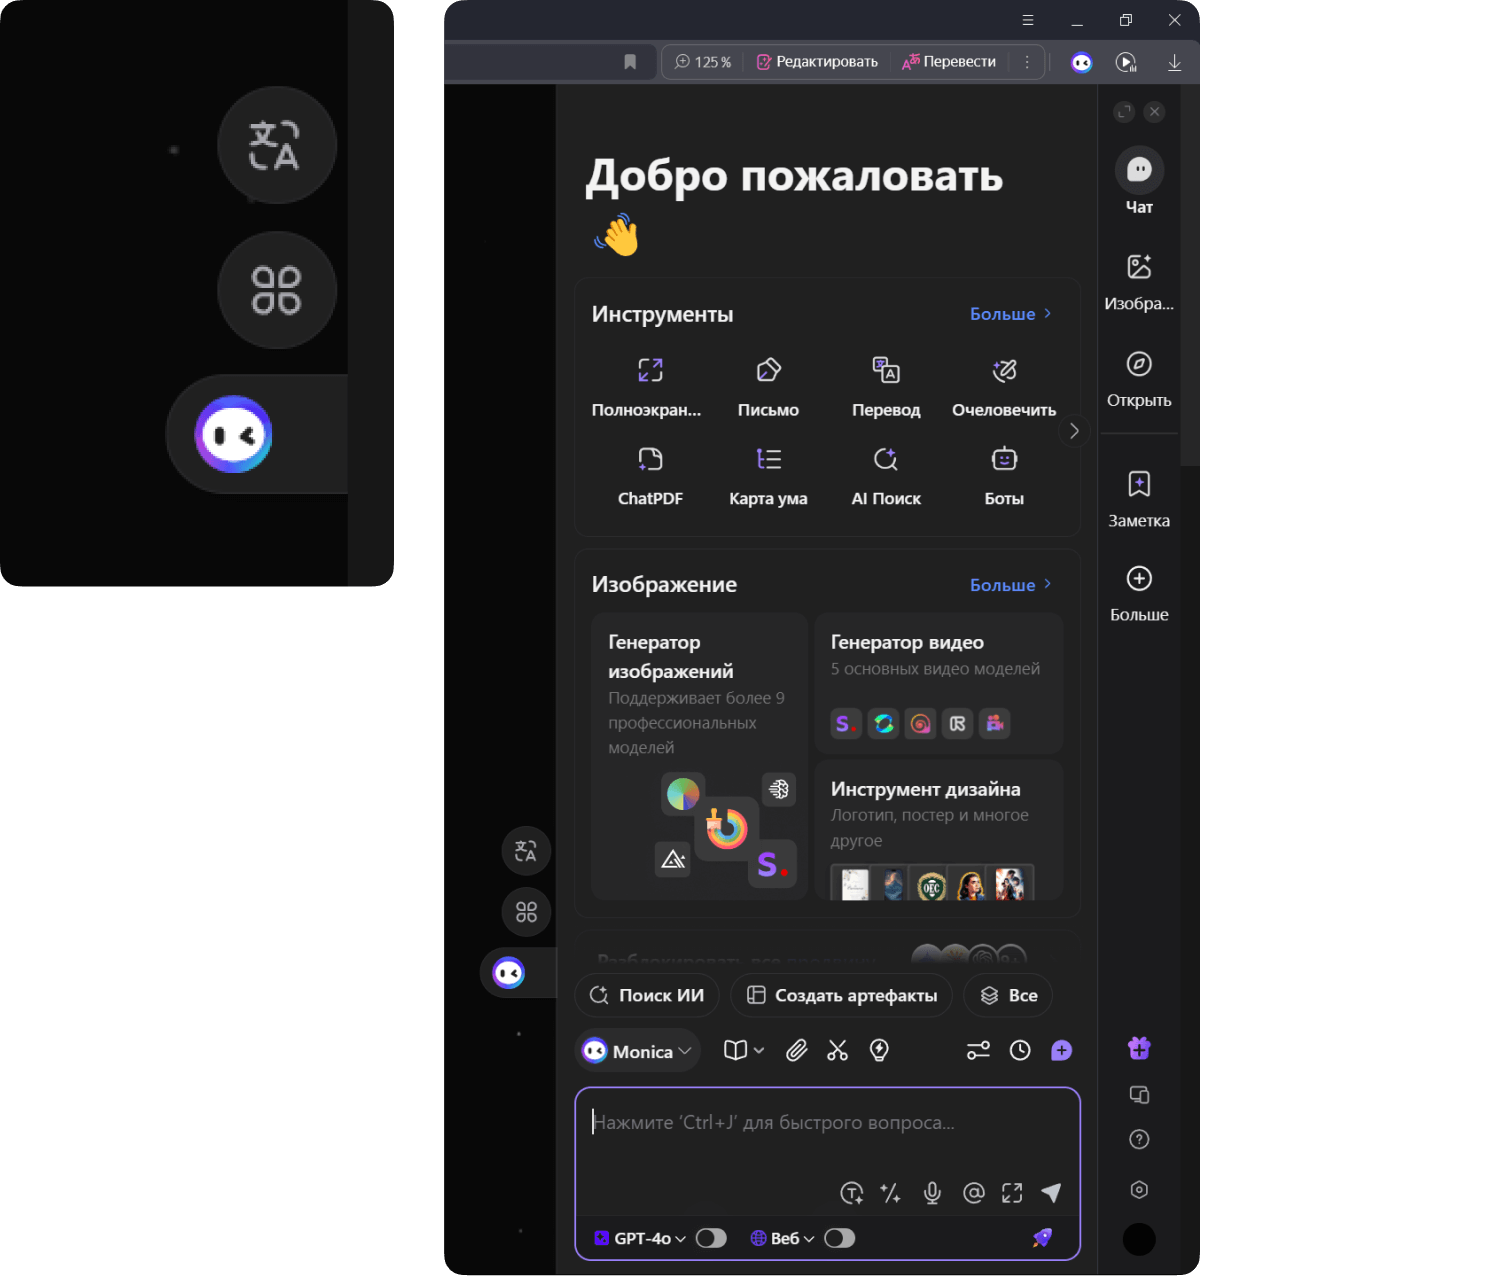 125 %
Редактировать
Перевести
Добро пожаловать
Чат
Изобра...
Открыть
Заметка
Больше
Инструменты
Больше
Полноэкран...
Письмо
Перевод
Очеловечить
ChatPDF
Карта ума
AI Поиск
Боты
Изображение
Больше
Генератор
изображений
Поддерживает более 9
профессиональных
моделей
Генератор видео
5 основных видео моделей
Инструмент дизайна
Логотип, постер и многое
другое
OEC
Разблокировать все
Поиск ИИ
Создать артефакты
Все
Monica
Нажмите 'Ctrl+J' для быстрого вопроса...
GPT-4o
Веб